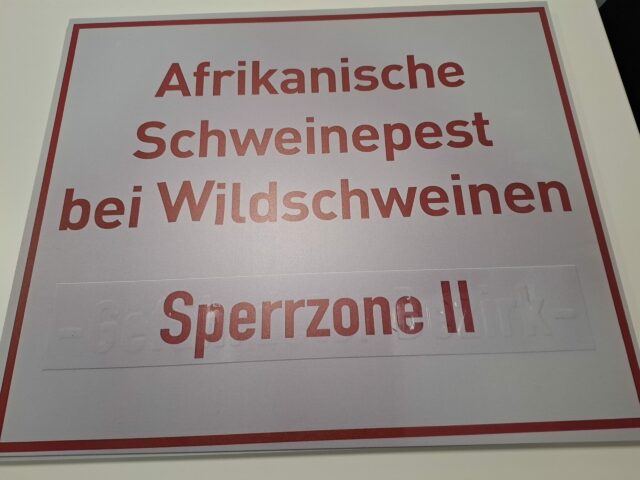 Afrikanische
Schweinepest
bei Wildschweinen
Sperrzone II